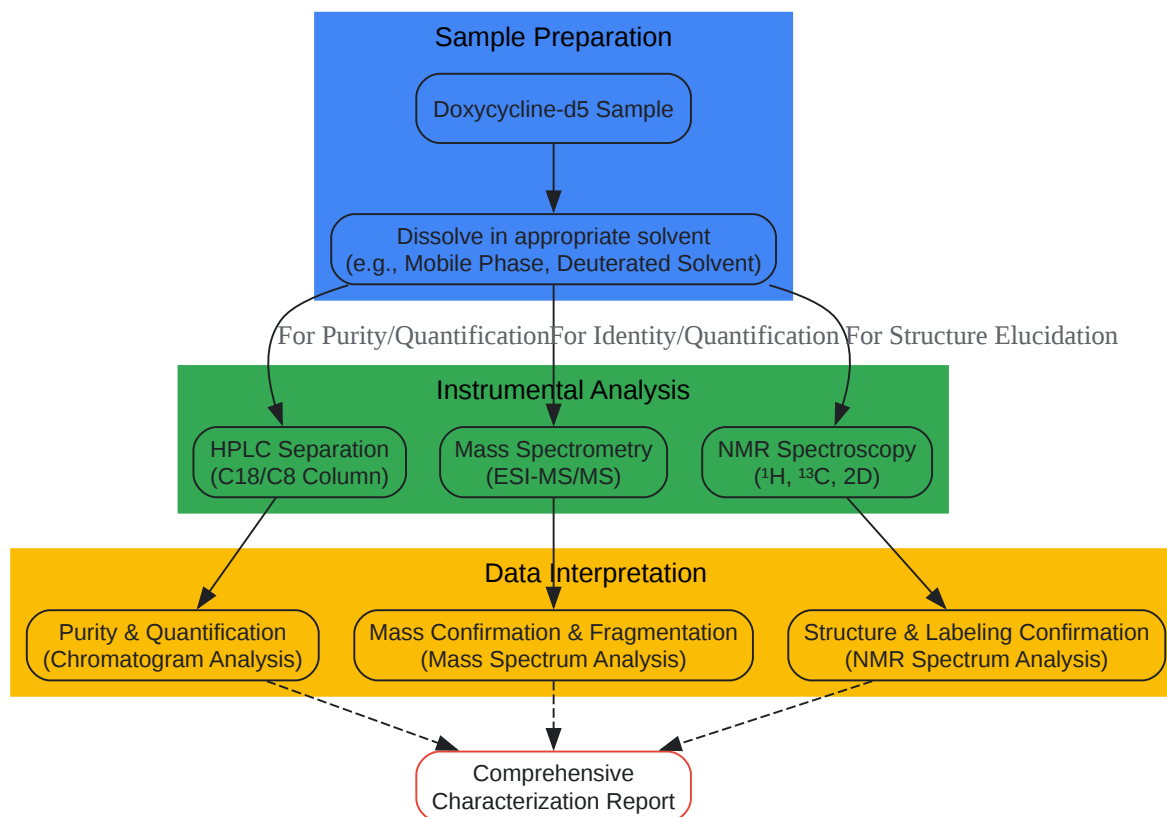 Sample Preparation
Doxycycline-d5 Sample
Dissolve in appropriate solvent
(e.g., Mobile Phase, Deuterated Solvent)
For Purity/Quantification
For Identity/Quantification
For Structure Elucidation
Instrumental Analysis
HPLC Separation
(C18/C8 Column)
Mass Spectrometry
(ESI-MS/MS)
NMR Spectroscopy
(¹H, ¹³C, 2D)
Data Interpretation
Purity & Quantification
(Chromatogram Analysis)
Mass Confirmation & Fragmentation
(Mass Spectrum Analysis)
Structure & Labeling Confirmation
(NMR Spectrum Analysis)
Comprehensive
Characterization Report